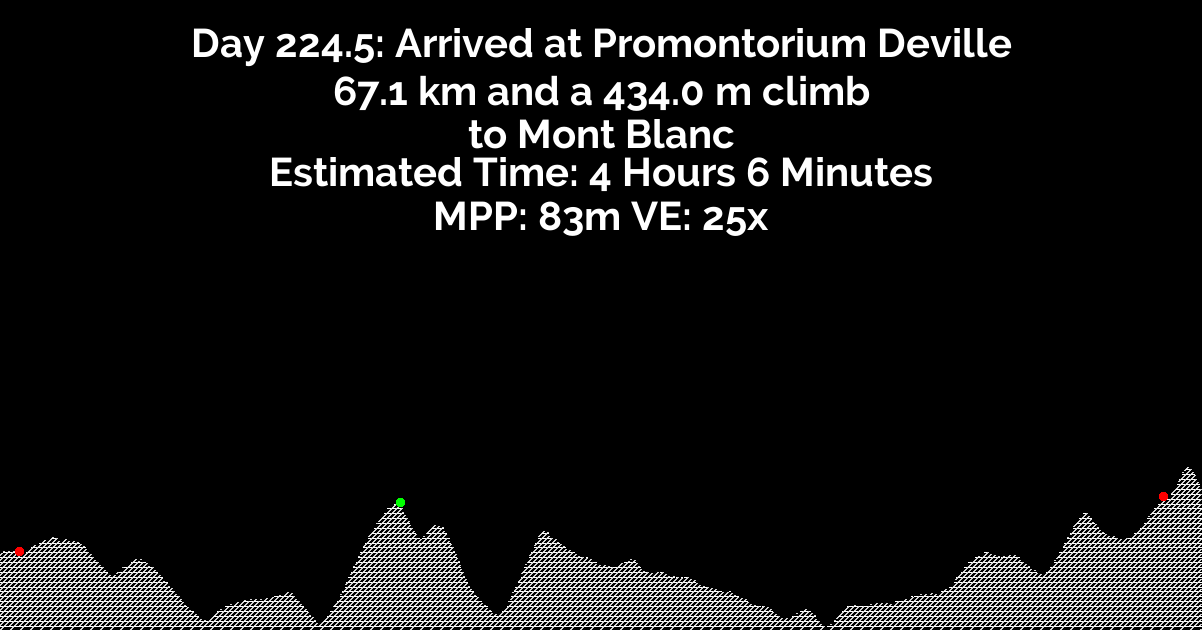 Day 224.5: Arrived at Promontorium Deville
67.1 km and a 434.0 m climb
to Mont Blanc
Estimated Time: 4 Hours 6 Minutes
MPP: 83m VE: 25x